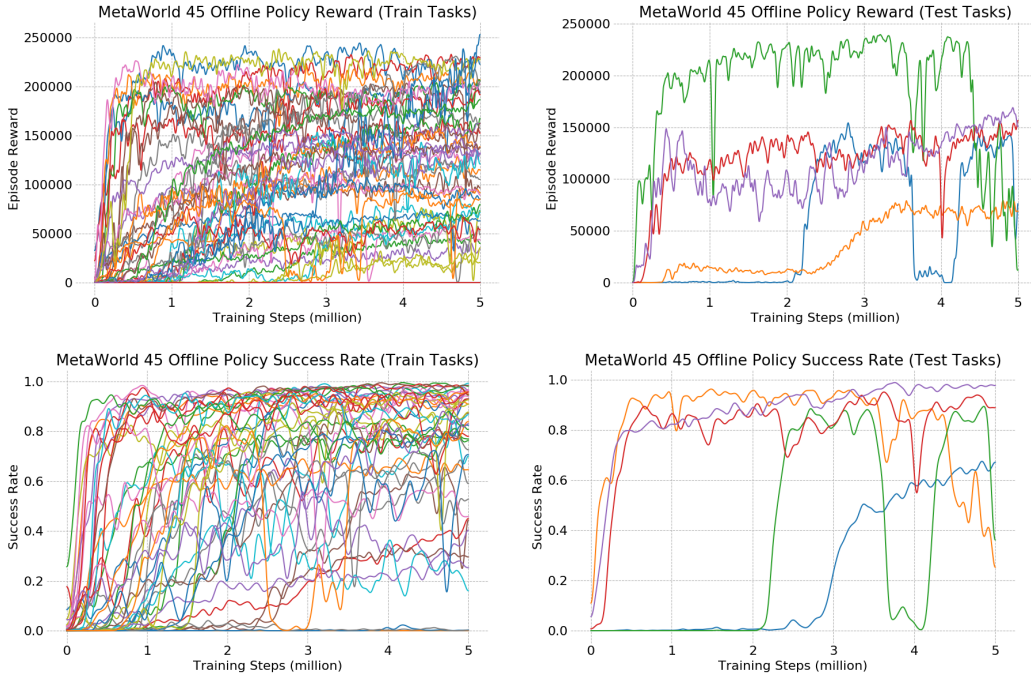 MetaWorld 45 Offline Policy Reward (Train Tasks)
250000
200000
150000
100000
50000
0
Episode Reward
0 1 2 3 4 5
Training Steps (million)
MetaWorld 45 Offline Policy Reward (Test Tasks)
250000
200000
150000
100000
50000
0
Episode Reward
0 1 2 3 4 5
Training Steps (million)
MetaWorld 45 Offline Policy Success Rate (Train Tasks)
1.0
0.8
0.6
0.4
0.2
0.0
Success Rate
0 1 2 3 4 5
Training Steps (million)
MetaWorld 45 Offline Policy Success Rate (Test Tasks)
1.0
0.8
0.6
0.4
0.2
0.0
Success Rate
0 1 2 3 4 5
Training Steps (million)